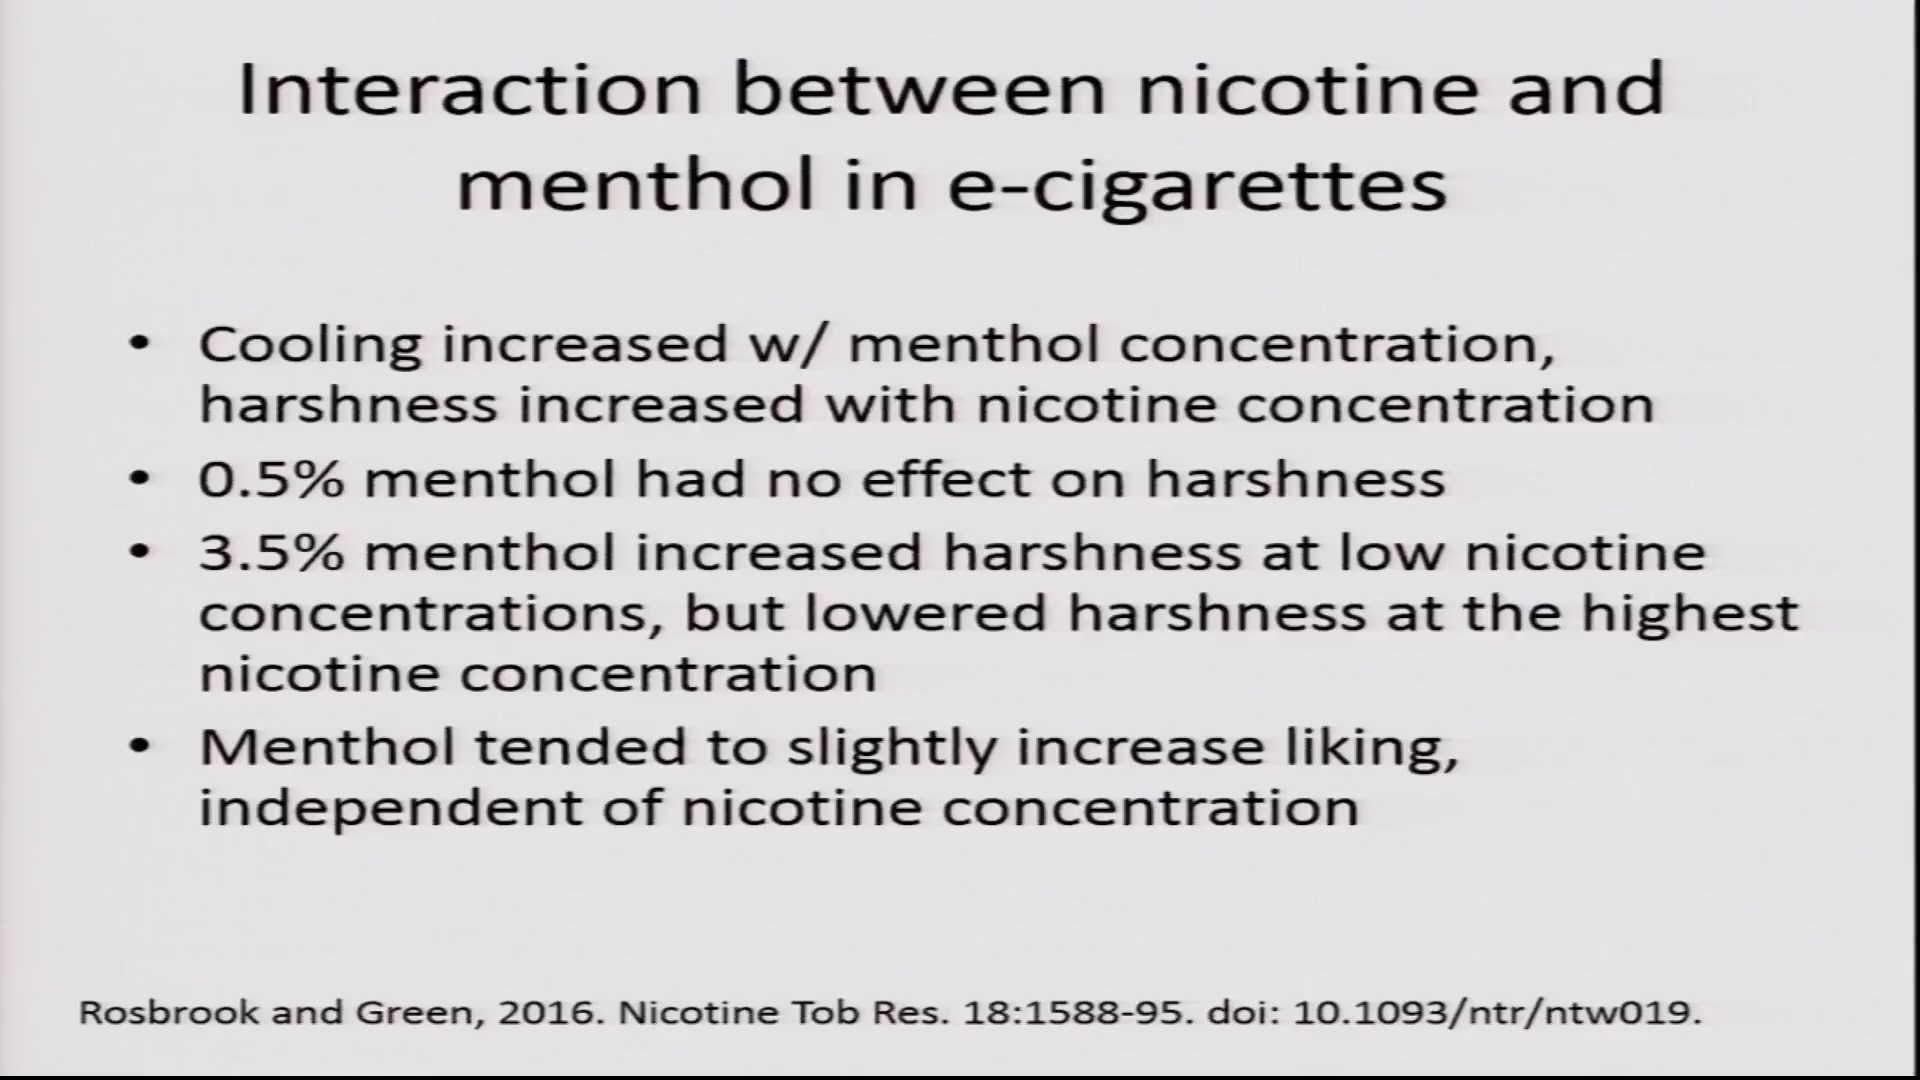 Interaction between nicotine and
menthol in e-cigarettes
• Cooling increased w/ menthol concentration,
harshness increased with nicotine concentration
• 0.5% menthol had no effect on harshness
• 3.5% menthol increased harshness at low nicotine
concentrations, but lowered harshness at the highest
nicotine concentration
• Menthol tended to slightly increase liking,
independent of nicotine concentration
Rosbrook and Green, 2016. Nicotine Tob Res. 18:1588-95. doi: 10.1093/ntr/ntw019.